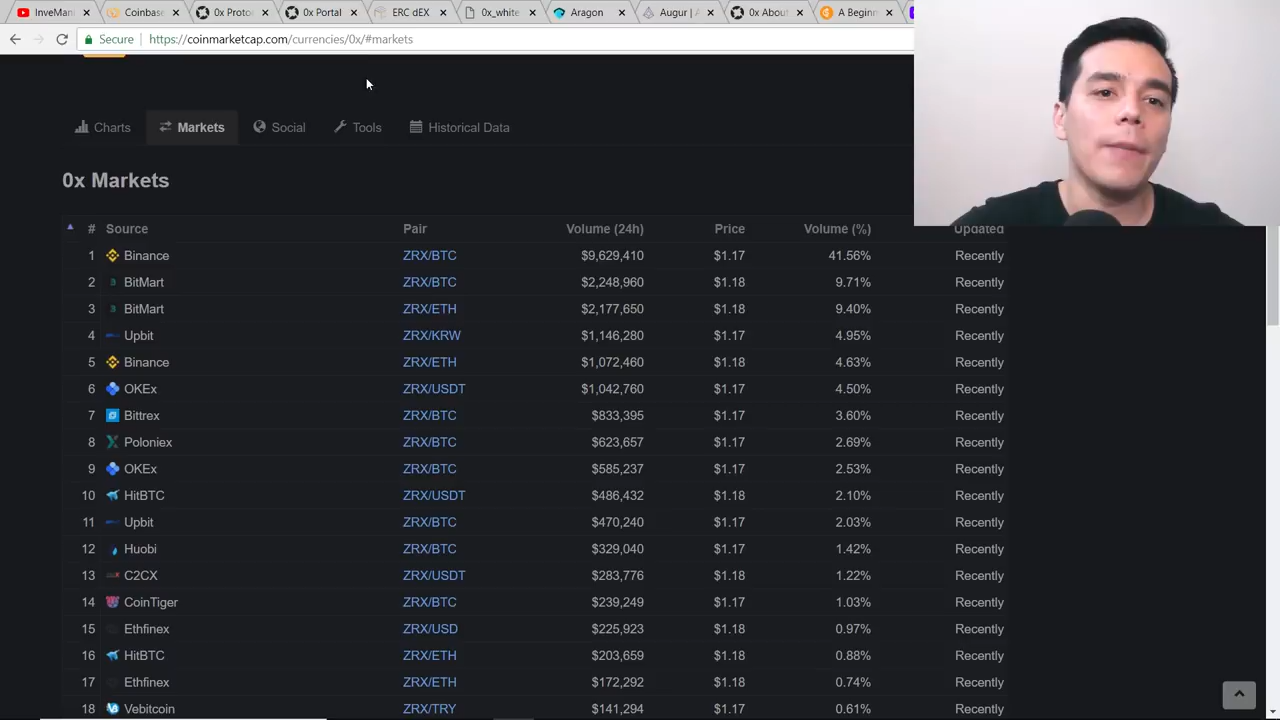 InveMan Coinbase 0x Proto 0x Portal ERC dEX 0x_white Aragon Augur | A 0x About A Beginn
Secure https://coinmarketcap.com/currencies/0x/#markets
Charts Markets Social Tools Historical Data
0x Markets
# Source Pair Volume (24h) Price Volume (%) Updated
1 Binance ZRX/BTC $9,629,410 $1.17 41.56% Recently
2 BitMart ZRX/BTC $2,248,960 $1.18 9.71% Recently
3 BitMart ZRX/ETH $2,177,650 $1.18 9.40% Recently
4 Upbit ZRX/KRW $1,146,280 $1.17 4.95% Recently
5 Binance ZRX/ETH $1,072,460 $1.18 4.63% Recently
6 OKEx ZRX/USDT $1,042,760 $1.17 4.50% Recently
7 Bittrex ZRX/BTC $833,395 $1.17 3.60% Recently
8 Poloniex ZRX/BTC $623,657 $1.17 2.69% Recently
9 OKEx ZRX/BTC $585,237 $1.17 2.53% Recently
10 HitBTC ZRX/USDT $486,432 $1.18 2.10% Recently
11 Upbit ZRX/BTC $470,240 $1.17 2.03% Recently
12 Huobi ZRX/BTC $329,040 $1.17 1.42% Recently
13 C2CX ZRX/USDT $283,776 $1.18 1.22% Recently
14 CoinTiger ZRX/BTC $239,249 $1.17 1.03% Recently
15 Ethfinex ZRX/USD $225,923 $1.18 0.97% Recently
16 HitBTC ZRX/ETH $203,659 $1.18 0.88% Recently
17 Ethfinex ZRX/ETH $172,292 $1.18 0.74% Recently
18 Vebitcoin ZRX/TRY $141,294 $1.17 0.61% Recently